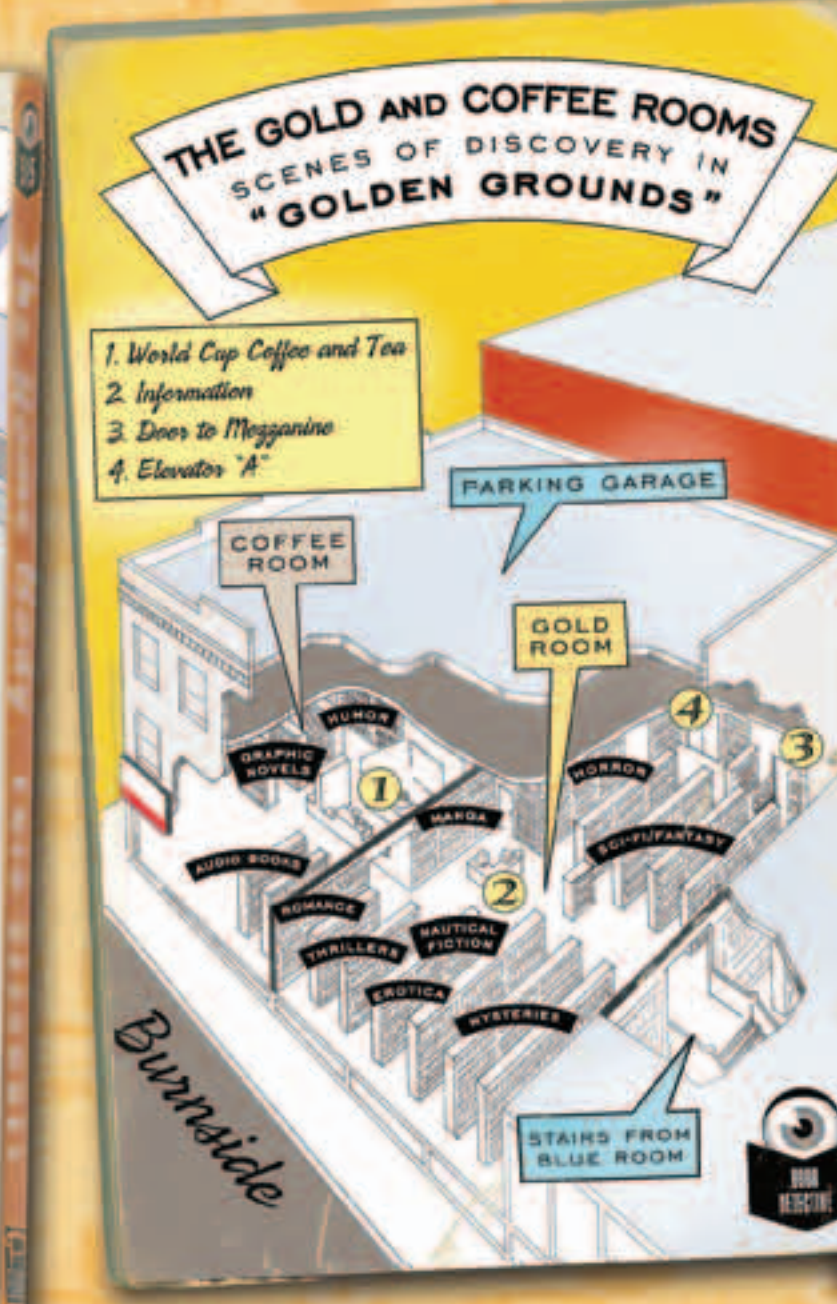 THE GOLD AND COFFEE ROOMS
SCENES OF DISCOVERY IN
"GOLDEN GROUNDS"
1. World Cup Coffee and Tea
2. Information
3. Door to Mezzanine
4. Elevator "A"
PARKING GARAGE
COFFEE
ROOM
GOLD
ROOM
HUMOR
GRAPHIC
NOVELS
1
MANGA
HORROR
4
3
SCI-FI/FANTASY
AUDIO BOOKS
2
ROMANCE
THRILLERS
NAUTICAL
FICTION
EROTICA
MYSTERIES
Burnside
STAIRS FROM
BLUE ROOM
BOOK
DETECTIVE